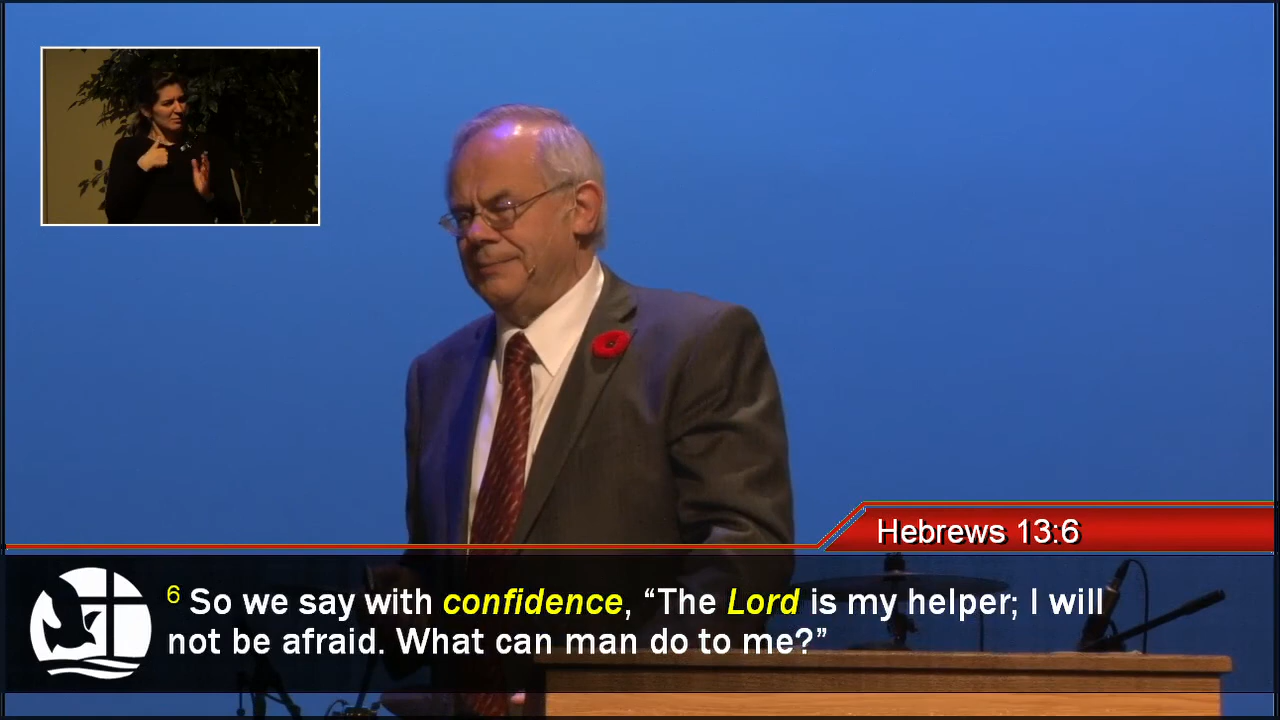 Hebrews 13:6
6 So we say with confidence, “The Lord is my helper; I will
not be afraid. What can man do to me?”